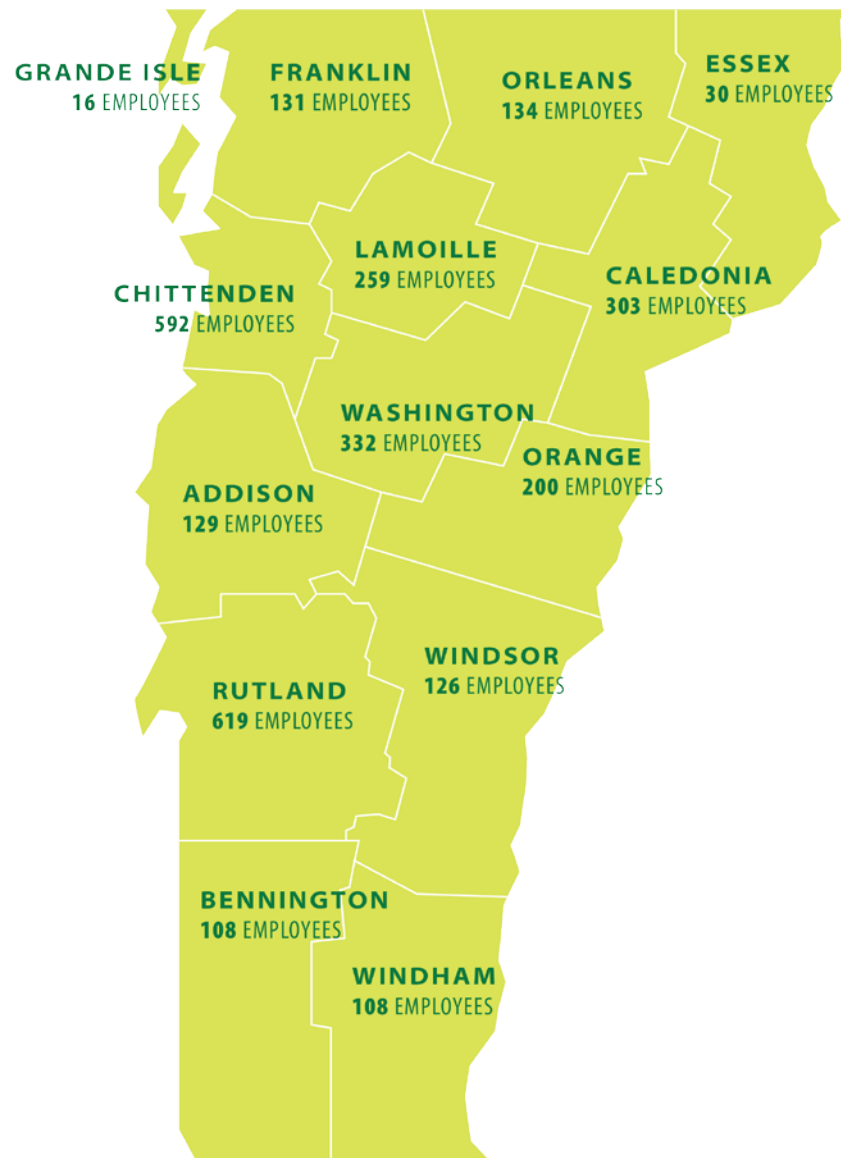 GRANDE ISLE
16 EMPLOYEES
FRANKLIN
131 EMPLOYEES
ORLEANS
134 EMPLOYEES
ESSEX
30 EMPLOYEES
LAMOILLE
259 EMPLOYEES
CALEDONIA
303 EMPLOYEES
CHITTENDEN
592 EMPLOYEES
WASHINGTON
332 EMPLOYEES
ORANGE
200 EMPLOYEES
ADDISON
129 EMPLOYEES
WINDSOR
126 EMPLOYEES
RUTLAND
619 EMPLOYEES
BENNINGTON
108 EMPLOYEES
WINDHAM
108 EMPLOYEES